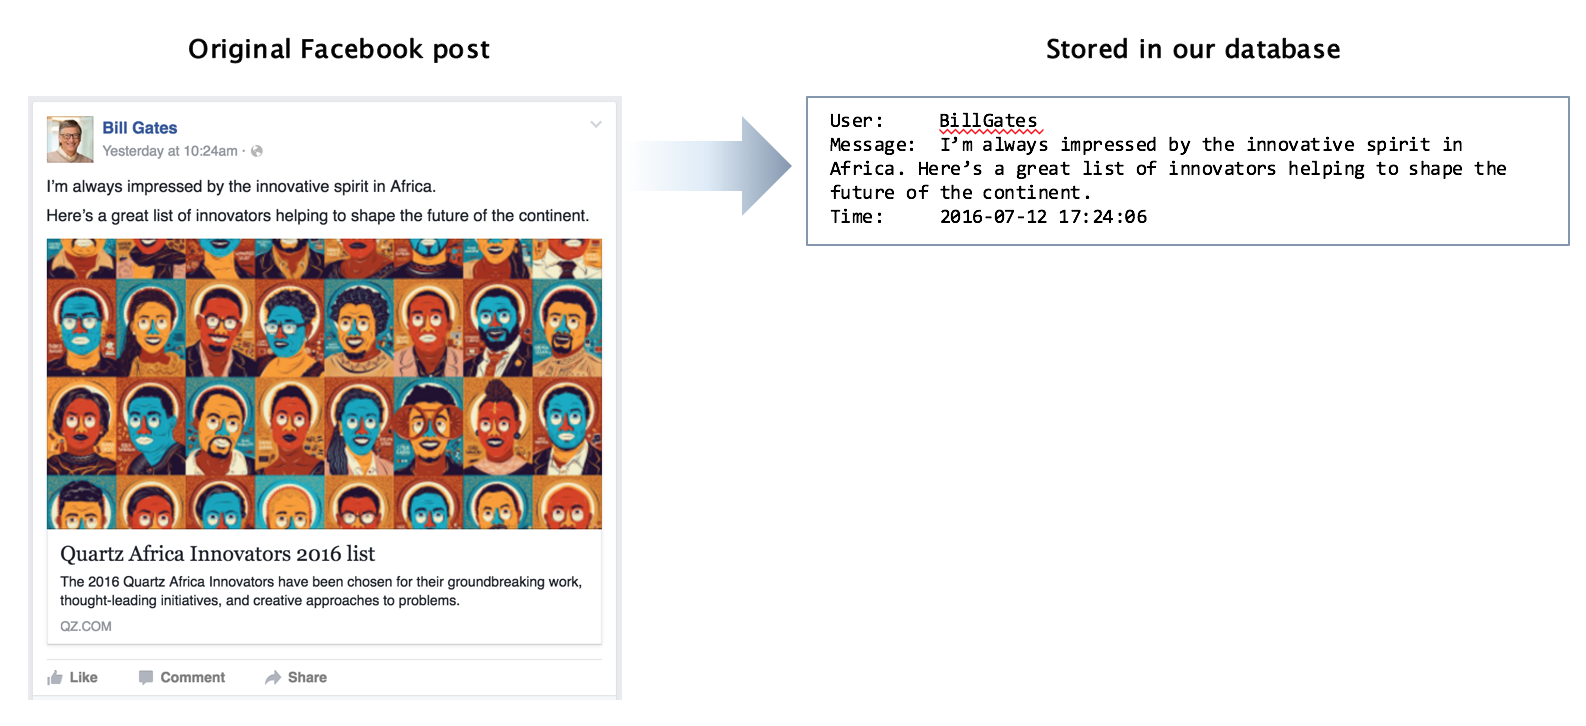 Original Facebook post
Stored in our database
Bill Gates
Yesterday at 10:24am ·
I'm always impressed by the innovative spirit in Africa.
Here's a great list of innovators helping to shape the future of the continent.
Quartz Africa Innovators 2016 list
The 2016 Quartz Africa Innovators have been chosen for their groundbreaking work,
thought-leading initiatives, and creative approaches to problems.
QZ.COM
Like Comment Share
User: BillGates
Message: I’m always impressed by the innovative spirit in
Africa. Here’s a great list of innovators helping to shape the
future of the continent.
Time: 2016-07-12 17:24:06